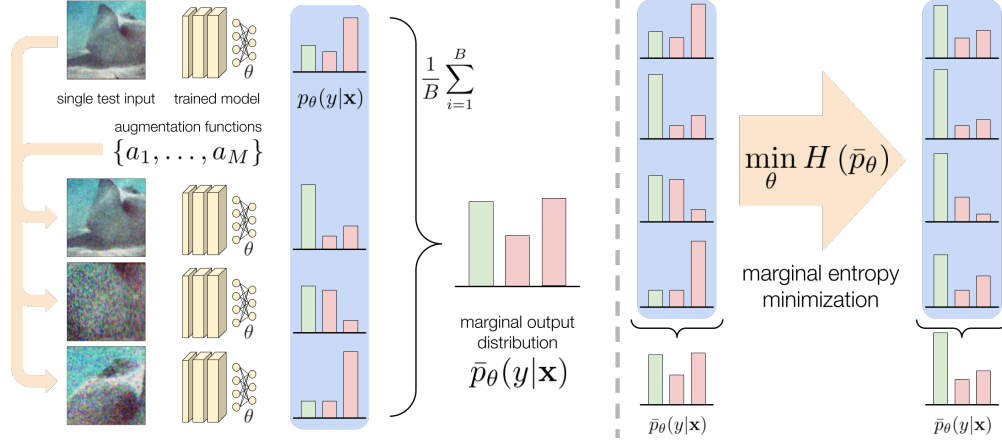 single test input
trained model
θ
p_θ(y|x)
augmentation functions
{a_1, . . . , a_M}
θ
θ
θ
1/B ∑_{i=1}^{B}
marginal output
distribution
p̄_θ(y|x)
min_θ H (p̄_θ)
marginal entropy
minimization
p̄_θ(y|x)
p̄_θ(y|x)